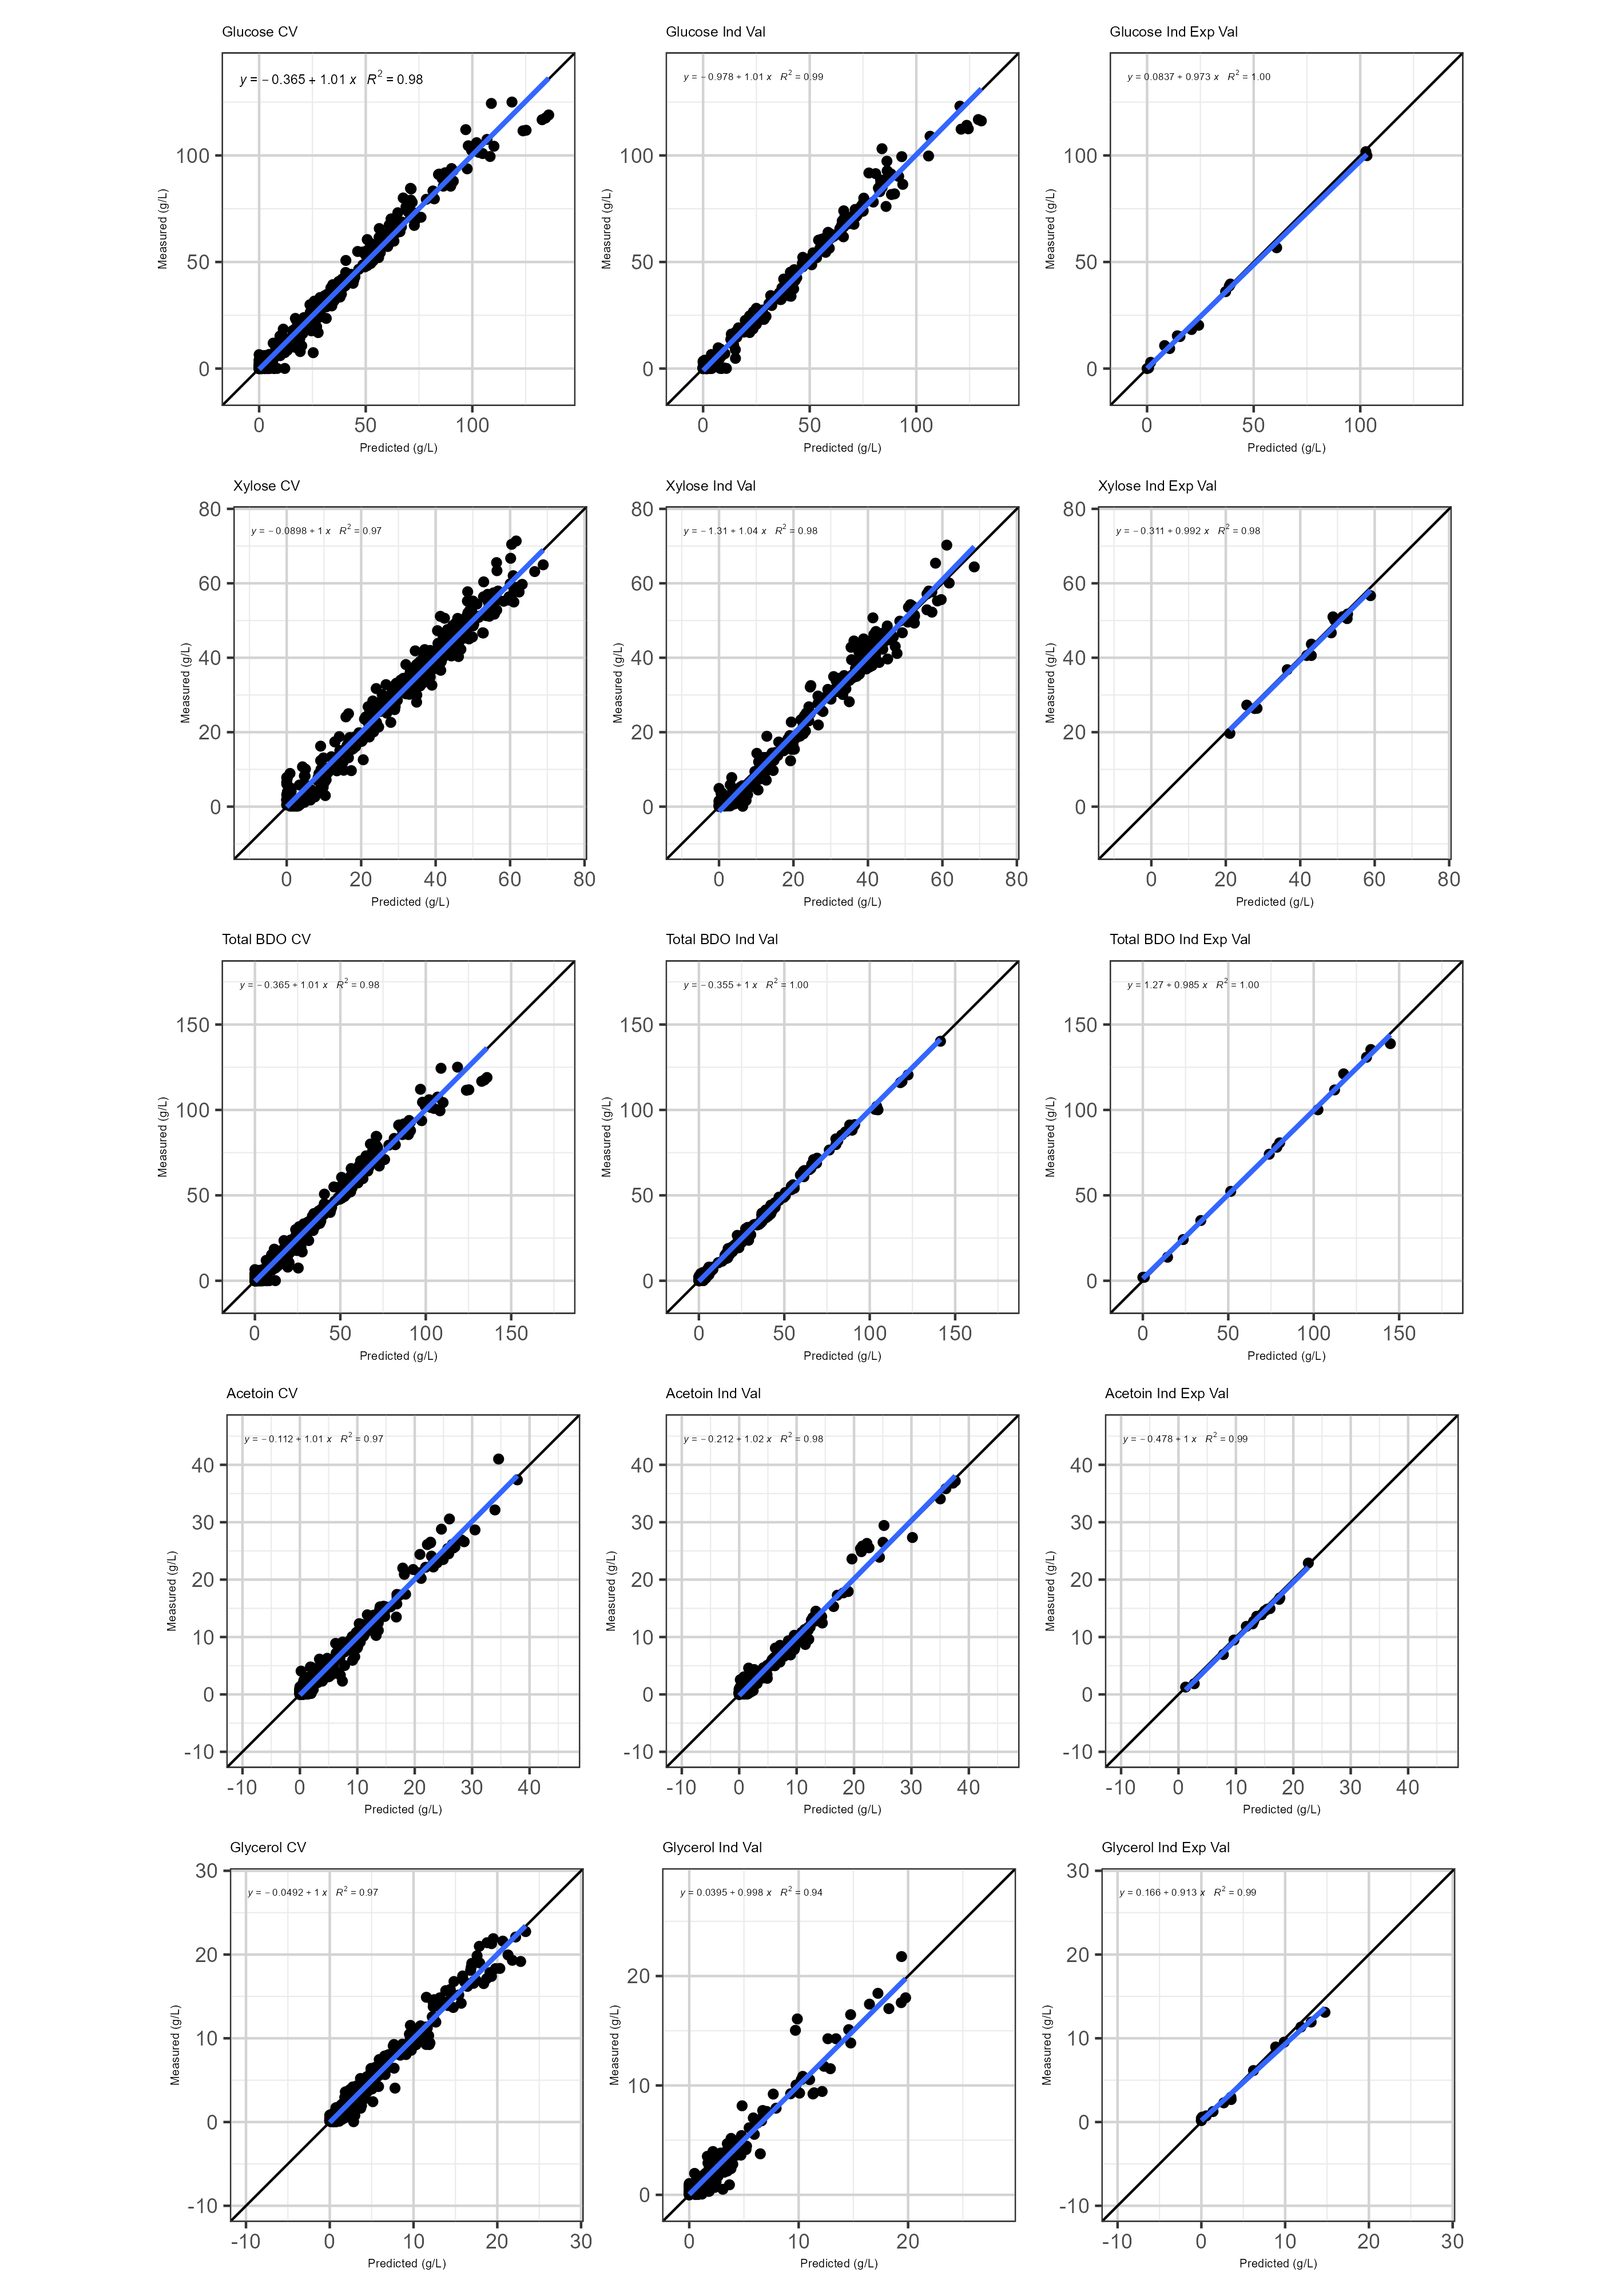 Glucose CV
y = − 0.365 + 1.01 x R² = 0.98
Measured (g/L)
100
50
0
0 50 100
Predicted (g/L)
Glucose Ind Val
y = − 0.978 + 1.01 x R² = 0.99
Measured (g/L)
100
50
0
0 50 100
Predicted (g/L)
Glucose Ind Exp Val
y = 0.0837 + 0.973 x R² = 1.00
Measured (g/L)
100
50
0
0 50 100
Predicted (g/L)
Xylose CV
y = − 0.0898 + 1 x R² = 0.97
Measured (g/L)
80
60
40
20
0
0 20 40 60 80
Predicted (g/L)
Xylose Ind Val
y = − 1.31 + 1.04 x R² = 0.98
Measured (g/L)
80
60
40
20
0
0 20 40 60 80
Predicted (g/L)
Xylose Ind Exp Val
y = − 0.311 + 0.992 x R² = 0.98
Measured (g/L)
80
60
40
20
0
0 20 40 60 80
Predicted (g/L)
Total BDO CV
y = − 0.365 + 1.01 x R² = 0.98
Measured (g/L)
150
100
50
0
0 50 100 150
Predicted (g/L)
Total BDO Ind Val
y = − 0.355 + 1 x R² = 1.00
Measured (g/L)
150
100
50
0
0 50 100 150
Predicted (g/L)
Total BDO Ind Exp Val
y = 1.27 + 0.985 x R² = 1.00
Measured (g/L)
150
100
50
0
0 50 100 150
Predicted (g/L)
Acetoin CV
y = − 0.112 + 1.01 x R² = 0.97
Measured (g/L)
40
30
20
10
0
-10
-10 0 10 20 30 40
Predicted (g/L)
Acetoin Ind Val
y = − 0.212 + 1.02 x R² = 0.98
Measured (g/L)
40
30
20
10
0
-10
-10 0 10 20 30 40
Predicted (g/L)
Acetoin Ind Exp Val
y = − 0.478 + 1 x R² = 0.99
Measured (g/L)
40
30
20
10
0
-10
-10 0 10 20 30 40
Predicted (g/L)
Glycerol CV
y = − 0.0492 + 1 x R² = 0.97
Measured (g/L)
30
20
10
0
-10
-10 0 10 20 30
Predicted (g/L)
Glycerol Ind Val
y = 0.0395 + 0.998 x R² = 0.94
Measured (g/L)
20
10
0
0 10 20
Predicted (g/L)
Glycerol Ind Exp Val
y = 0.166 + 0.913 x R² = 0.99
Measured (g/L)
30
20
10
0
-10
-10 0 10 20 30
Predicted (g/L)